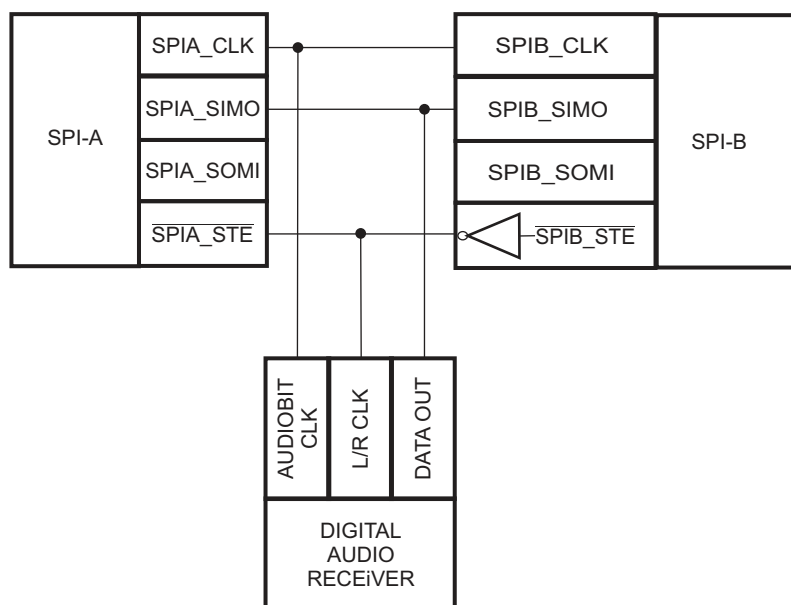 SPIA_CLK
SPIA_SIMO
SPIA_SOMI
SPIA_STE
SPI-A
SPIB_CLK
SPIB_SIMO
SPIB_SOMI
SPIB_STE
SPI-B
AUDIOBIT
CLK
L/R CLK
DATA OUT
DIGITAL
AUDIO
RECEiVER